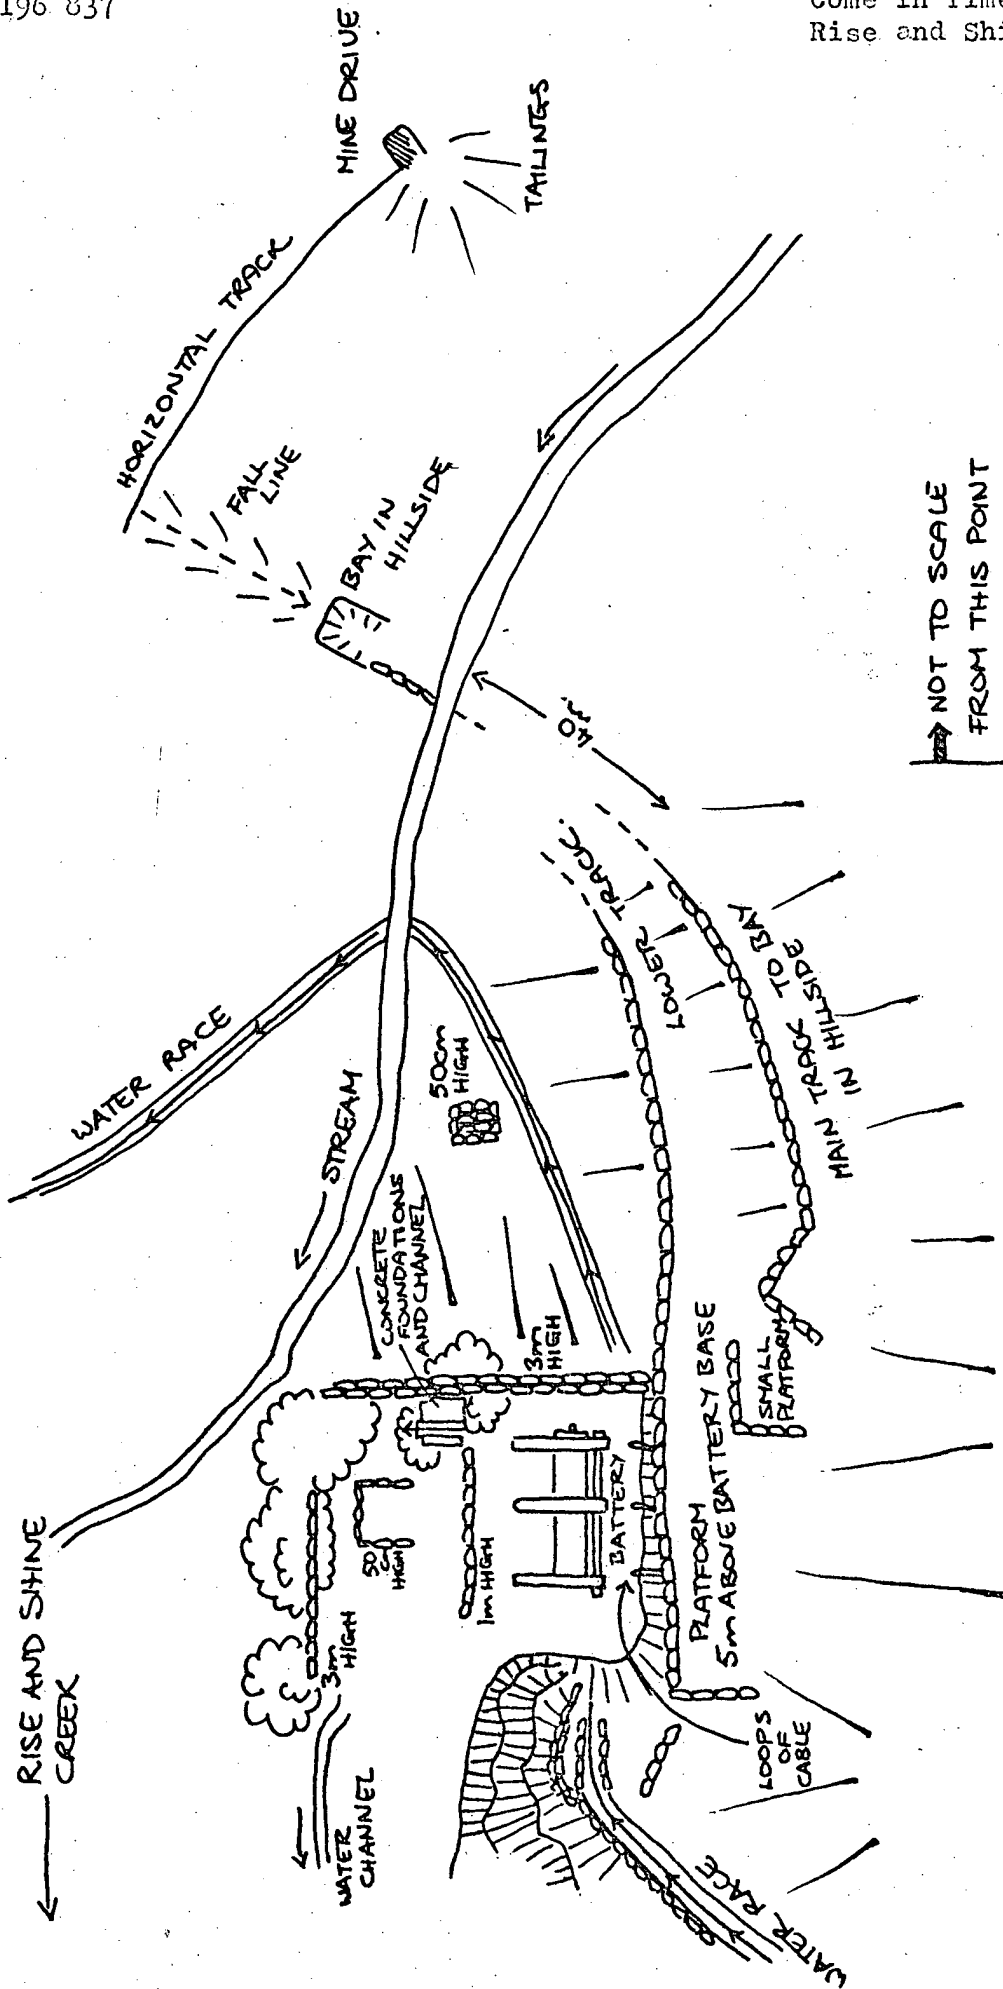 196 837
Come in Time
Rise and Shi
MINE DRIVE
TAILINGS
HORIZONTAL TRACK
FALL
LINE
BAY IN
HILLSIDE
NOT TO SCALE
FROM THIS POINT
40m
WATER RACE
STREAM
50cm
HIGH
LOWER TRACK
MAIN TRACK TO BAY
IN HILLSIDE
CONCRETE
FOUNDATIONS
AND CHANNEL
3m
HIGH
SMALL
PLATFORM
PLATFORM BATTERY BASE
5m ABOVE BATTERY BASE
BATTERY
1m HIGH
50
cm
HIGH
3m
HIGH
RISE AND SHINE
CREEK
WATER
CHANNEL
LOOPS
OF
CABLE
WATER RACE